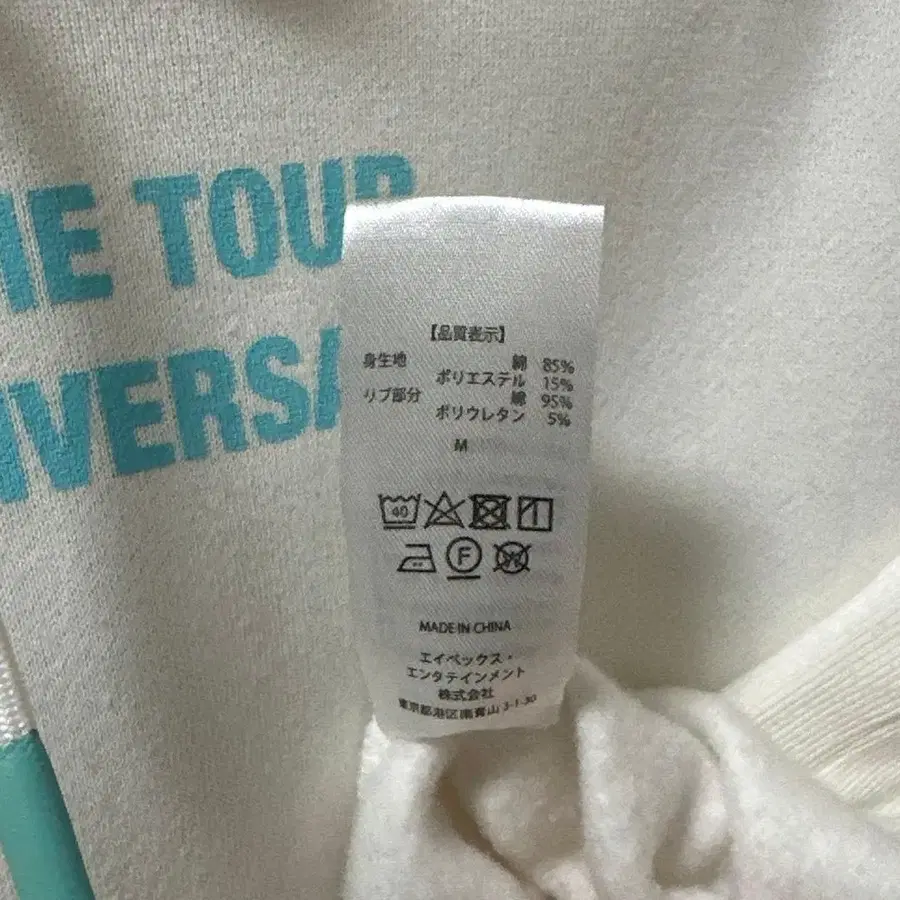 HE TOUR
IVERSA
【品質表示】
身生地 綿 85%
ポリエステル 15%
リブ部分 綿 95%
ポリウレタン 5%
M
40
F
W
MADE IN CHINA
エイベックス・
エンタテインメント
株式会社
東京都港区南青山 3-1-30